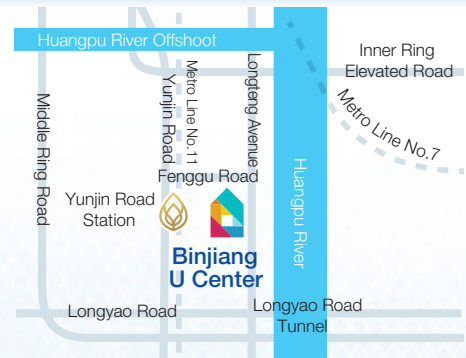 Huangpu River Offshoot
Inner Ring
Elevated Road
Middle Ring Road
Yunjin Road
Metro Line No.11
Longteng Avenue
Metro Line No.7
Fenggu Road
Yunjin Road
Station
Huangpu River
Binjiang
U Center
Longyao Road
Longyao Road
Tunnel